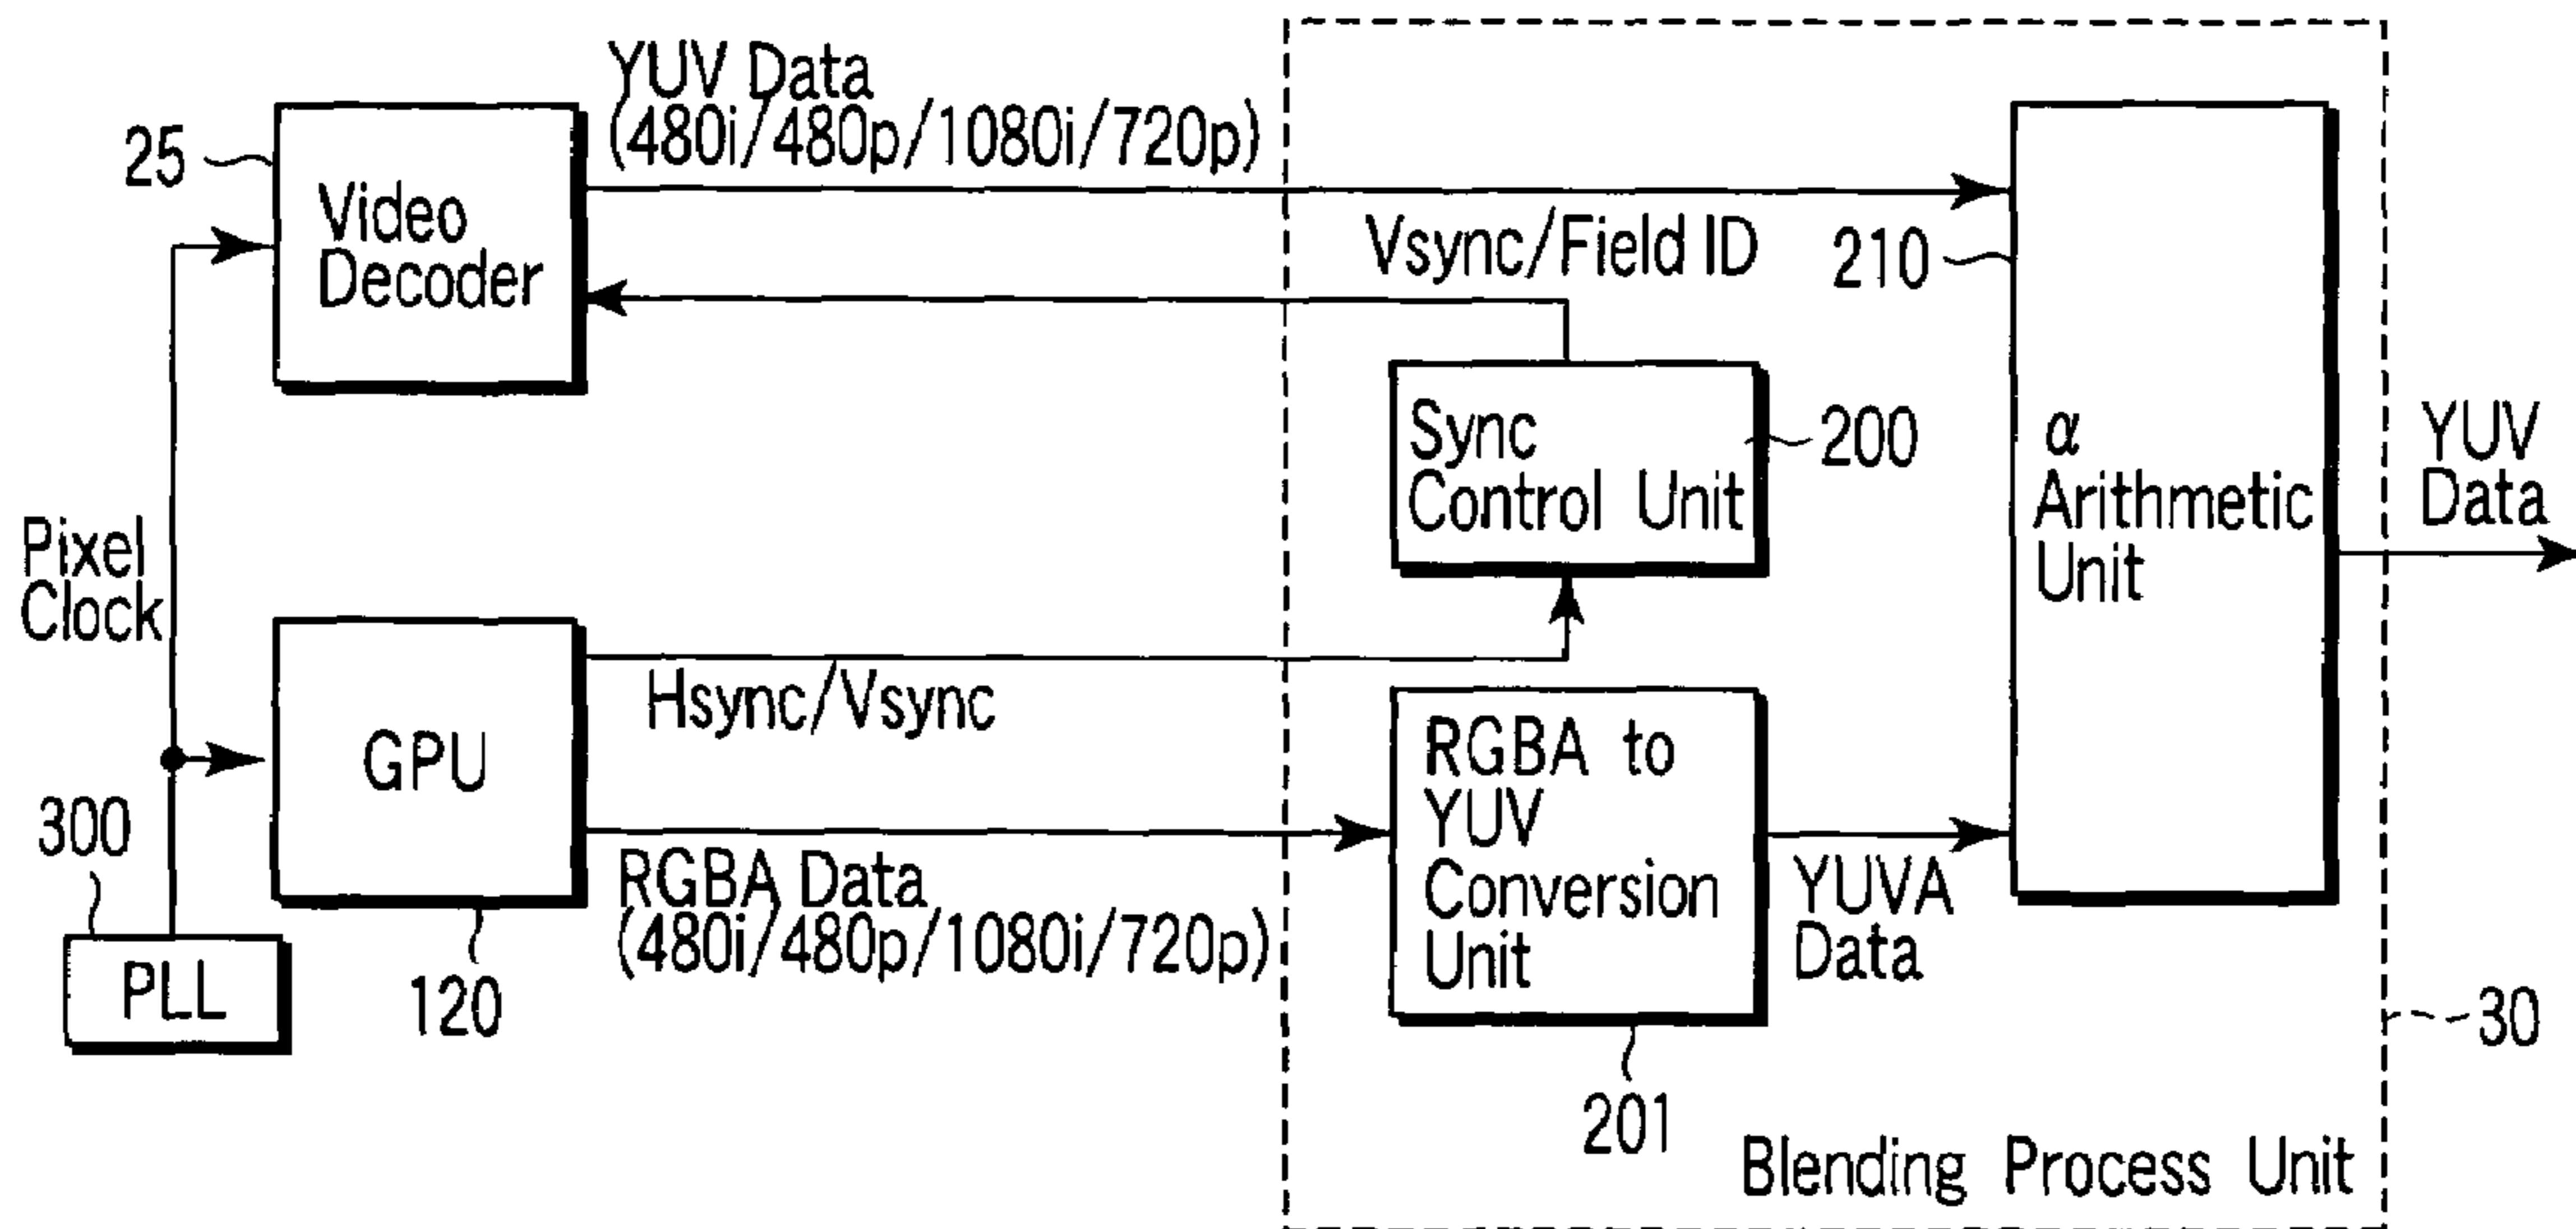 YUV Data
(480i/480p/1080i/720p)
25
Video
Decoder
Vsync/Field ID
210
Sync
Control Unit
200
α
Arithmetic
Unit
YUV
Data
Pixel
Clock
GPU
Hsync/Vsync
RGBA to
YUV
Conversion
Unit
300
RGBA Data
(480i/480p/1080i/720p)
YUVA
Data
PLL
120
30
201
Blending Process Unit